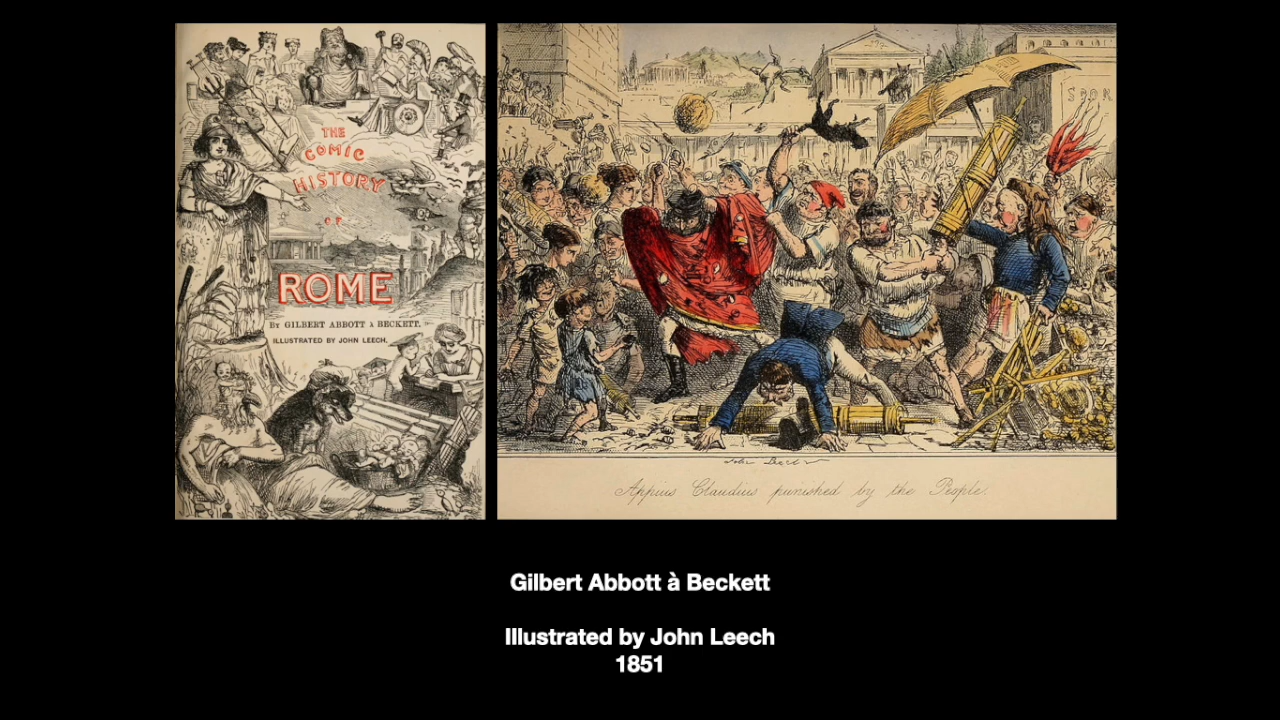 THE
COMIC
HISTORY
OF
ROME
BY GILBERT ABBOTT À BECKETT.
ILLUSTRATED BY JOHN LEECH.
John Leech
Appius Claudius punished by the People.
Gilbert Abbott à Beckett
Illustrated by John Leech
1851